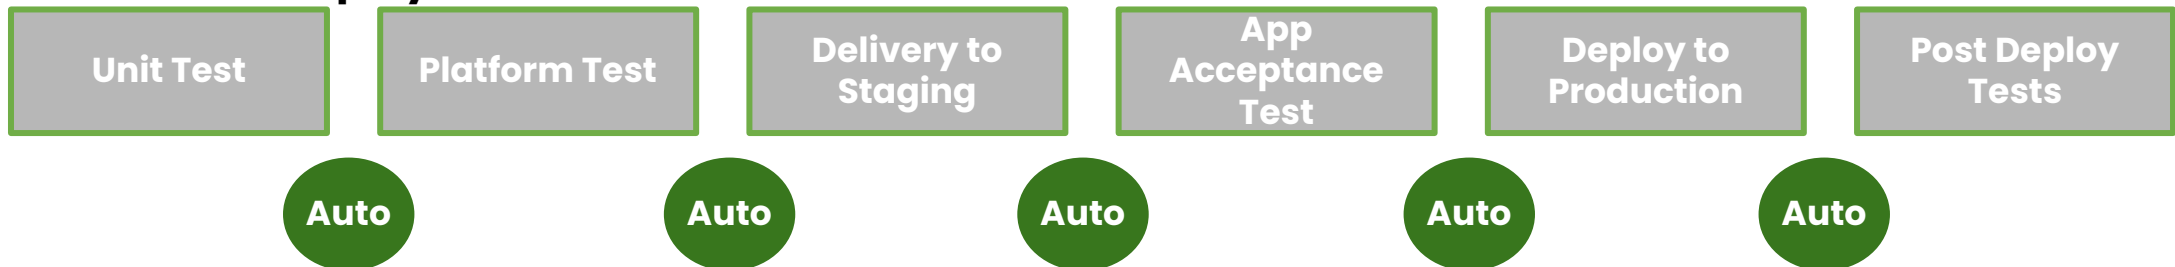 Unit Test
Platform Test
Delivery to
Staging
App
Acceptance
Test
Deploy to
Production
Post Deploy
Tests
Auto
Auto
Auto
Auto
Auto